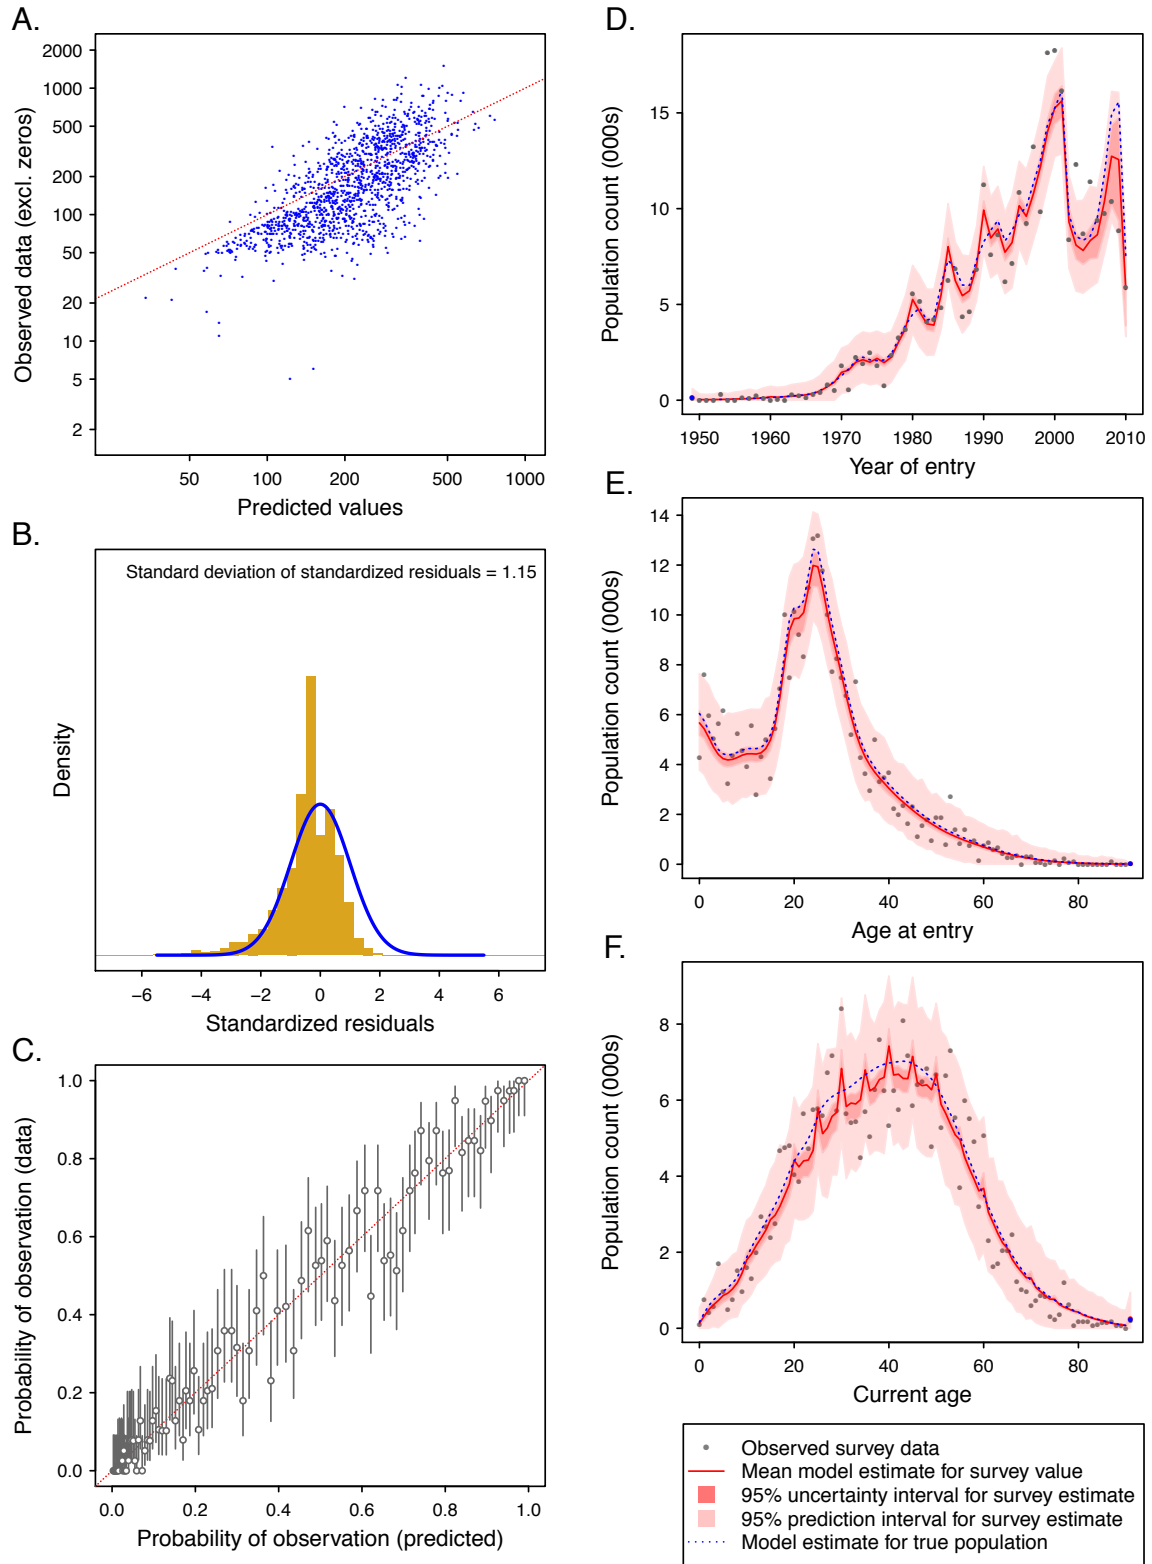 A.
2000
1000
500
200
100
50
20
10
5
2
Observed data (excl. zeros)
50
100
200
500
1000
Predicted values
B.
Standard deviation of standardized residuals = 1.15
Density
−6
−4
−2
0
2
4
6
Standardized residuals
C.
1.0
0.8
0.6
0.4
0.2
0.0
Probability of observation (data)
0.0
0.2
0.4
0.6
0.8
1.0
Probability of observation (predicted)
D.
15
10
5
0
Population count (000s)
1950
1960
1970
1980
1990
2000
2010
Year of entry
E.
14
12
10
8
6
4
2
0
Population count (000s)
0
20
40
60
80
Age at entry
F.
8
6
4
2
0
Population count (000s)
0
20
40
60
80
Current age
Observed survey data
Mean model estimate for survey value
95% uncertainty interval for survey estimate
95% prediction interval for survey estimate
Model estimate for true population